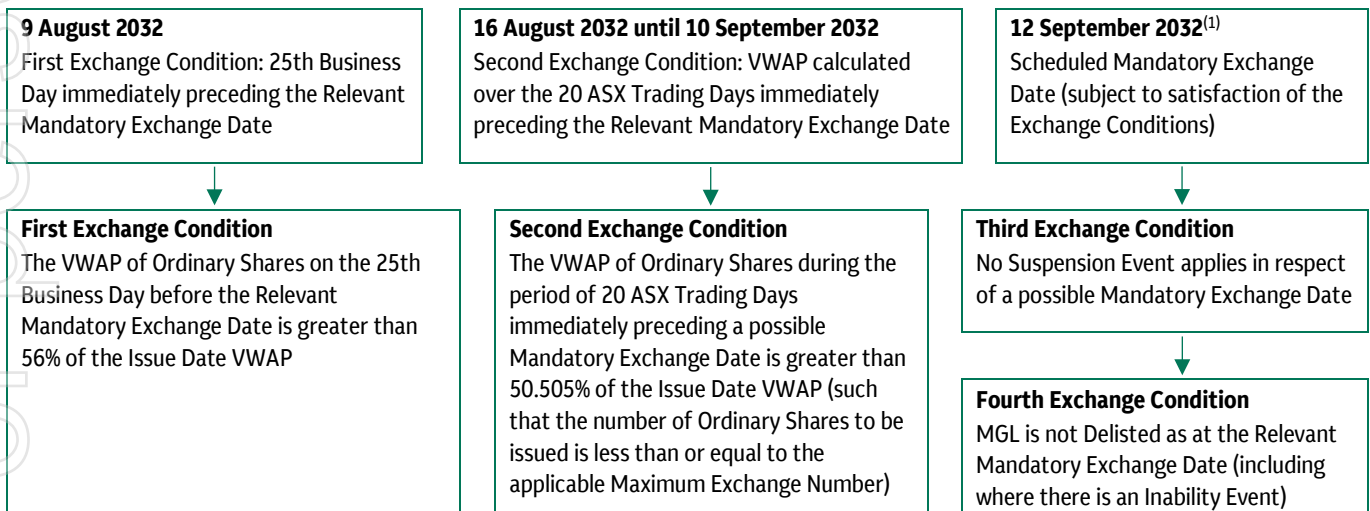 9 August 2032
First Exchange Condition: 25th Business
Day immediately preceding the Relevant
Mandatory Exchange Date
16 August 2032 until 10 September 2032
Second Exchange Condition: VWAP calculated
over the 20 ASX Trading Days immediately
preceding the Relevant Mandatory Exchange Date
12 September 2032(1)
Scheduled Mandatory Exchange
Date (subject to satisfaction of the
Exchange Conditions)
First Exchange Condition
The VWAP of Ordinary Shares on the 25th
Business Day before the Relevant
Mandatory Exchange Date is greater than
56% of the Issue Date VWAP
Second Exchange Condition
The VWAP of Ordinary Shares during the
period of 20 ASX Trading Days
immediately preceding a possible
Mandatory Exchange Date is greater than
50.505% of the Issue Date VWAP (such
that the number of Ordinary Shares to be
issued is less than or equal to the
applicable Maximum Exchange Number)
Third Exchange Condition
No Suspension Event applies in respect
of a possible Mandatory Exchange Date
Fourth Exchange Condition
MGL is not Delisted as at the Relevant
Mandatory Exchange Date (including
where there is an Inability Event)